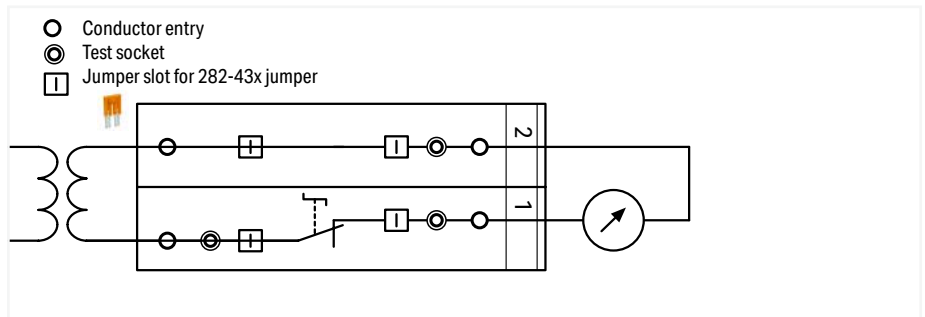 Conductor entry
Test socket
Jumper slot for 282-43x jumper
2
1